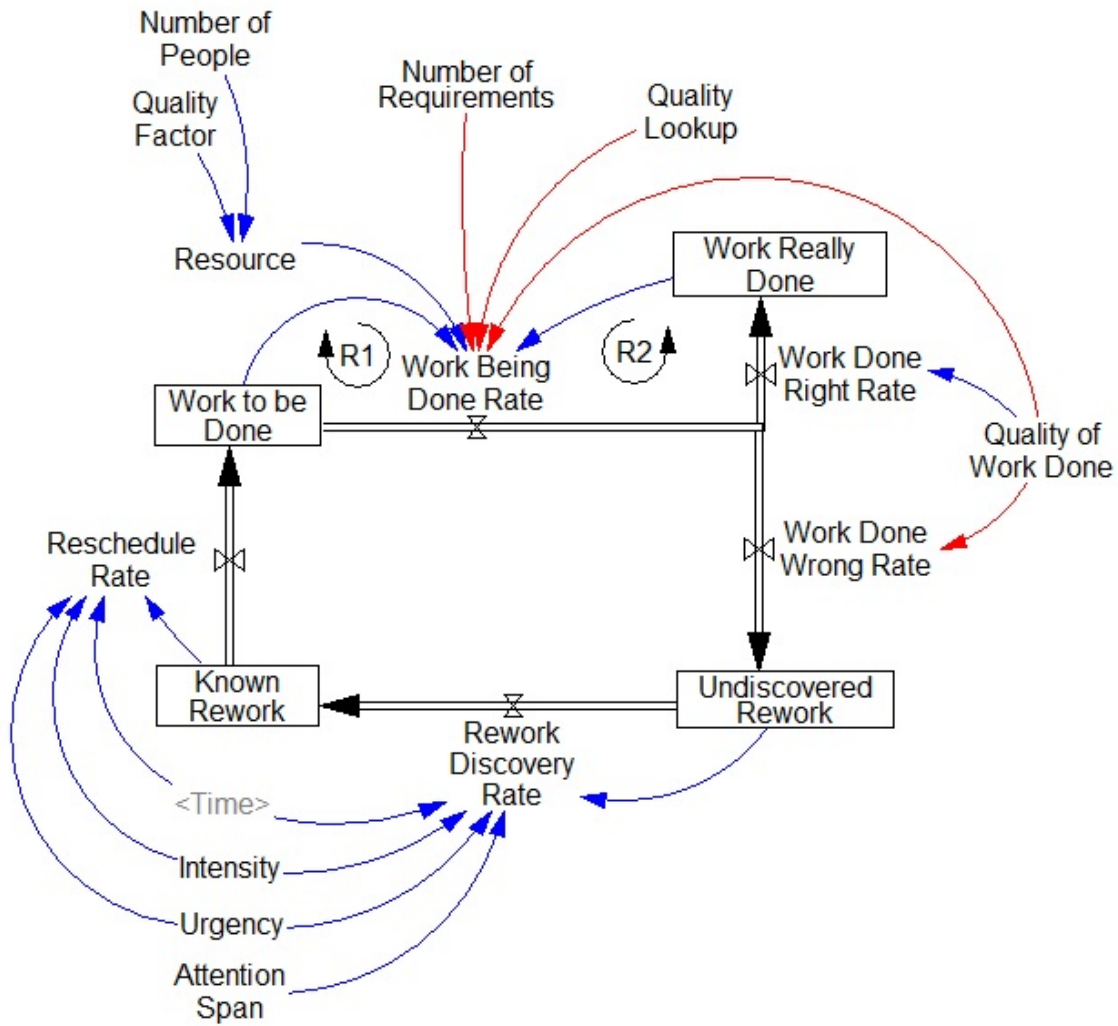 Number of
People
Quality
Factor
Number of
Requirements
Quality
Lookup
Resource
Work Really
Done
R1
R2
Work Being
Done Rate
Work Done
Right Rate
Work to be
Done
Quality of
Work Done
Reschedule
Rate
Work Done
Wrong Rate
Known
Rework
Undiscovered
Rework
Rework
Discovery
Rate
<Time>
Intensity
Urgency
Attention
Span